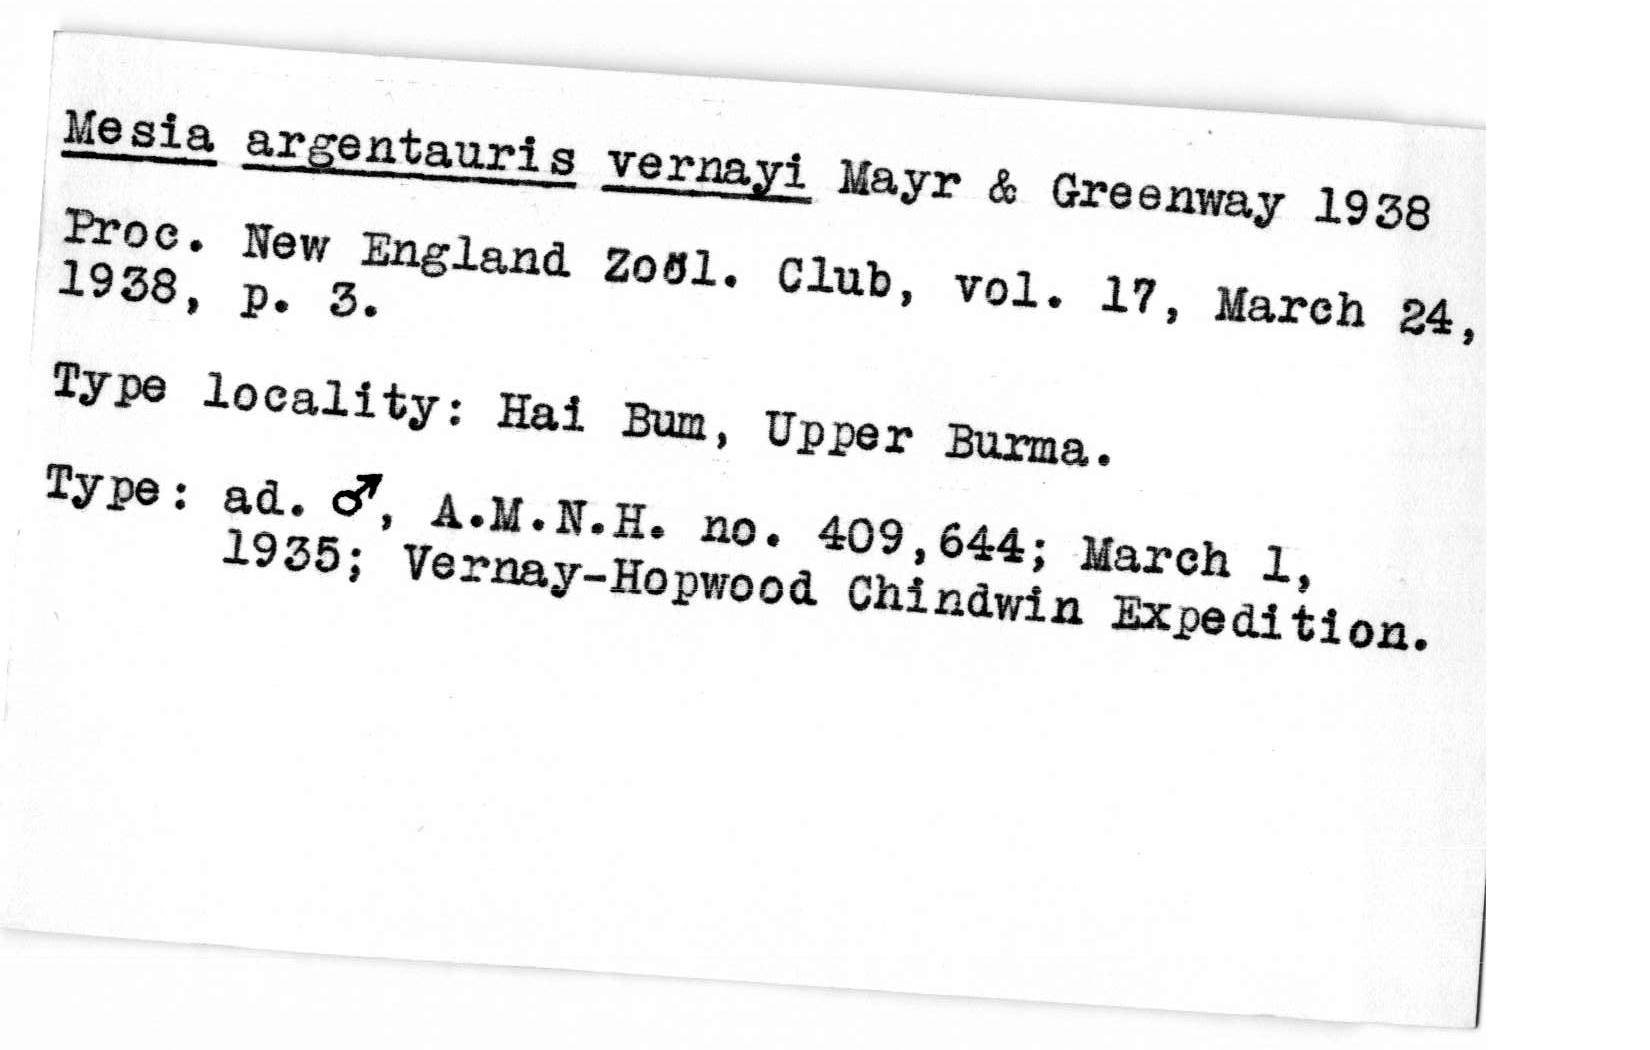 Mesia argentauris vernayi Mayr & Greenway 1938
Proc. New England Zoöl. Club, vol. 17, March 24,
1938, p. 3.
Type locality: Hai Bum, Upper Burma.
Type: ad. ♂, A.M.N.H. no. 409,644; March 1,
1935; Vernay-Hopwood Chindwin Expedition.